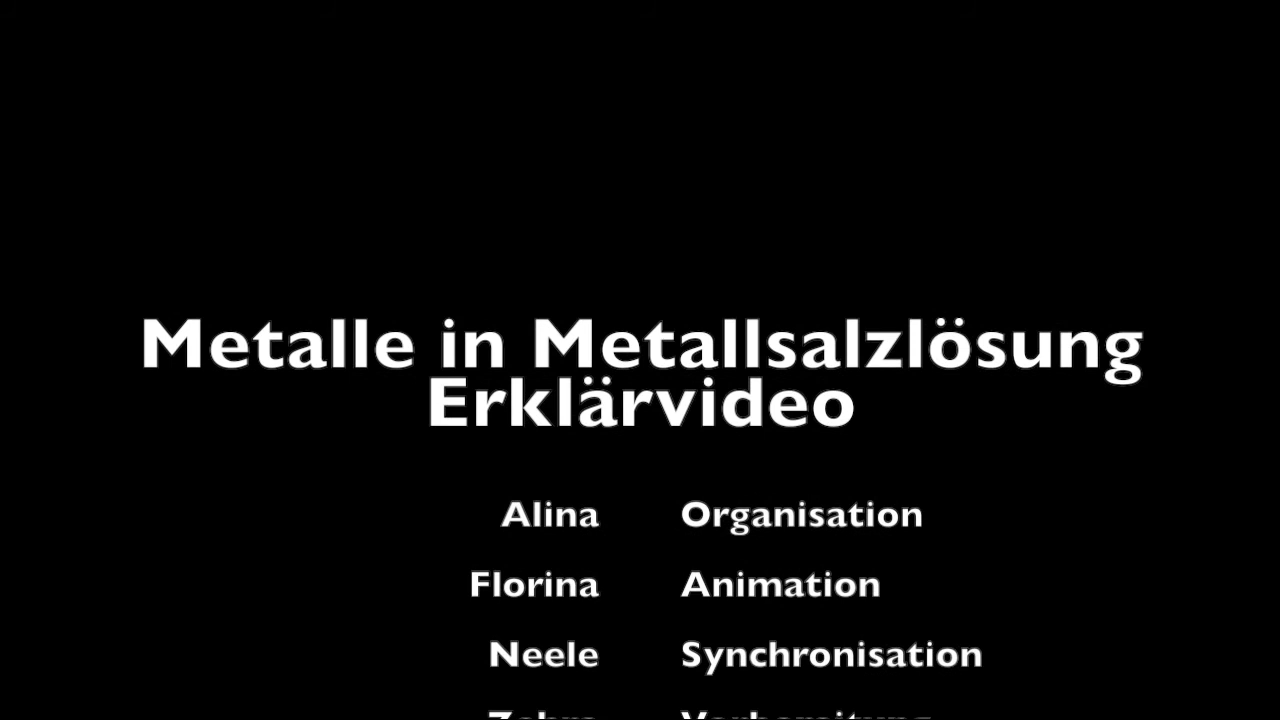 Metalle in Metallsalzlösung
Erklärvideo
Alina Organisation
Florina Animation
Neele Synchronisation